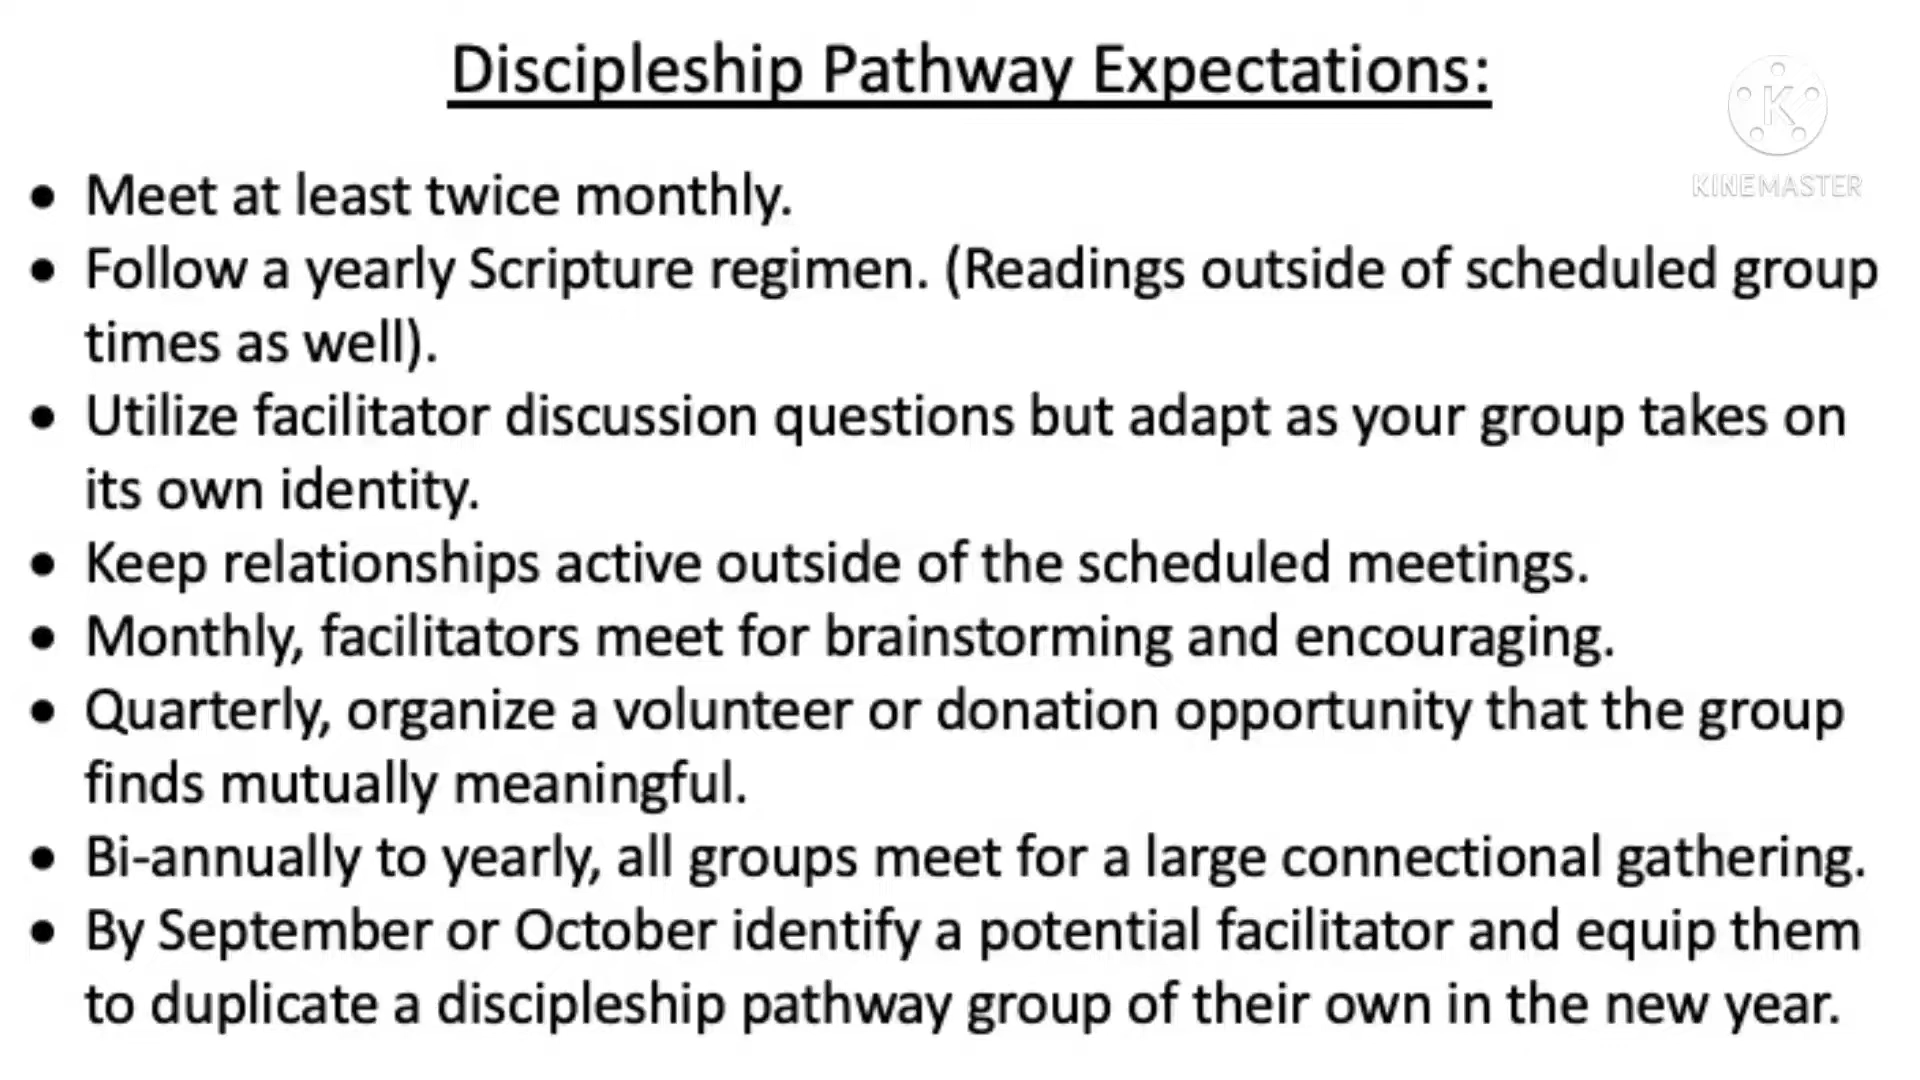 Discipleship Pathway Expectations:
K
KINEMASTER
• Meet at least twice monthly.
• Follow a yearly Scripture regimen. (Readings outside of scheduled group
times as well).
• Utilize facilitator discussion questions but adapt as your group takes on
its own identity.
• Keep relationships active outside of the scheduled meetings.
• Monthly, facilitators meet for brainstorming and encouraging.
• Quarterly, organize a volunteer or donation opportunity that the group
finds mutually meaningful.
• Bi-annually to yearly, all groups meet for a large connectional gathering.
• By September or October identify a potential facilitator and equip them
to duplicate a discipleship pathway group of their own in the new year.